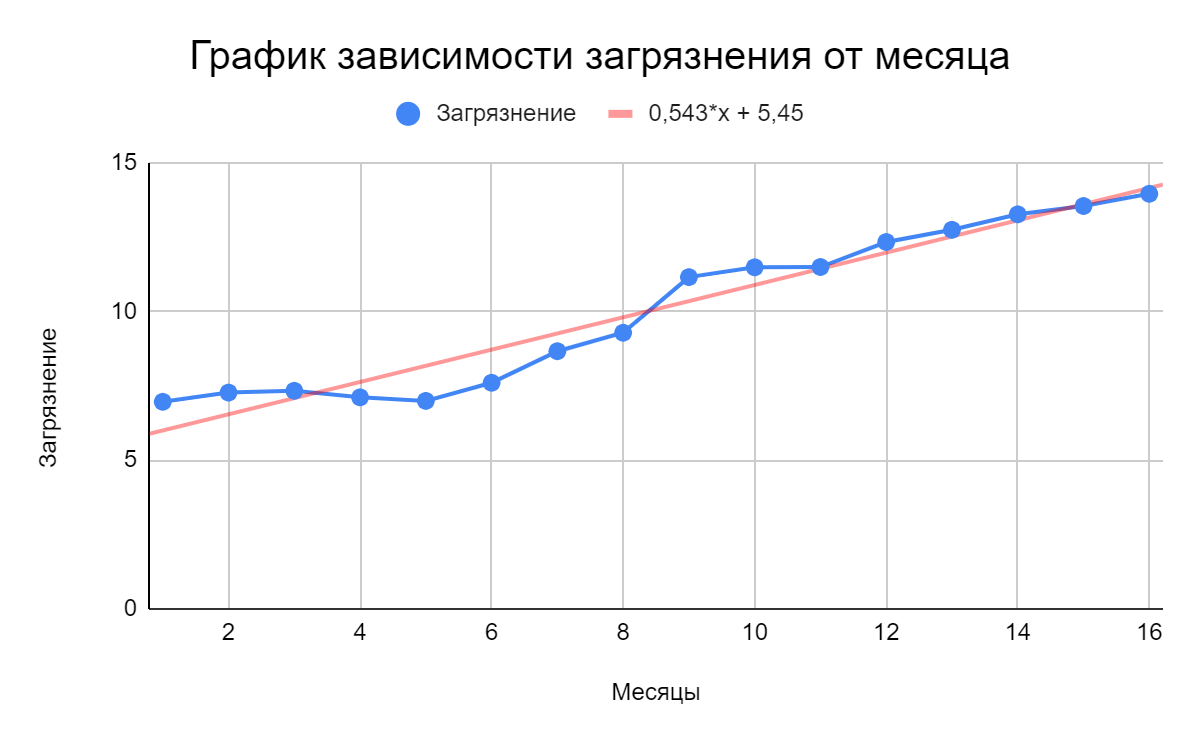 График зависимости загрязнения от месяца
Загрязнение 0,543*x + 5,45
15
10
5
0
Загрязнение
2 4 6 8 10 12 14 16
Месяцы